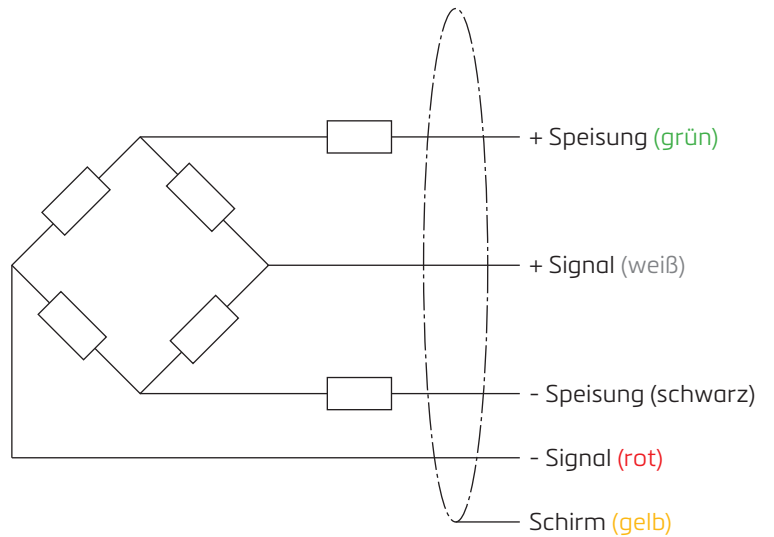 + Speisung (grün)
+ Signal (weiß)
- Speisung (schwarz)
- Signal (rot)
Schirm (gelb)